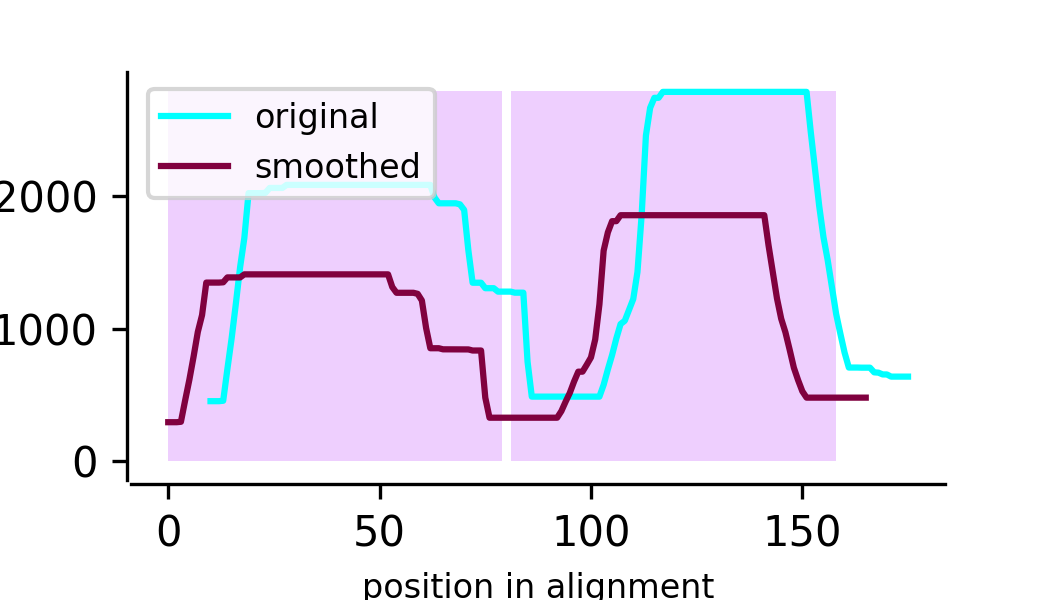 original
smoothed
2000
1000
0
0 50 100 150
position in alignment